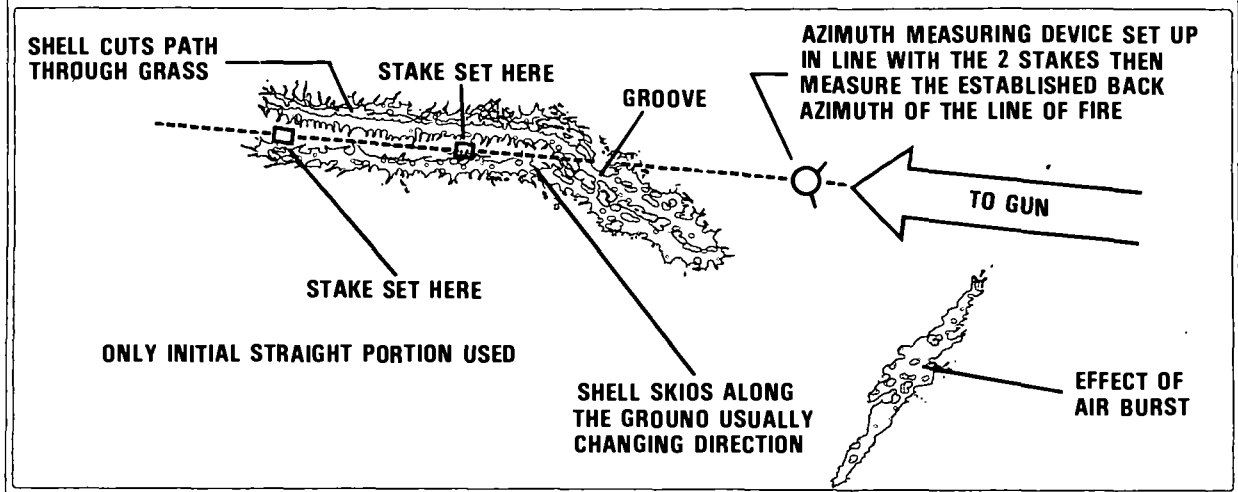 SHELL CUTS PATH
THROUGH GRASS
STAKE SET HERE
GROOVE
AZIMUTH MEASURING DEVICE SET UP
IN LINE WITH THE 2 STAKES THEN
MEASURE THE ESTABLISHED BACK
AZIMUTH OF THE LINE OF FIRE
TO GUN
STAKE SET HERE
ONLY INITIAL STRAIGHT PORTION USED
SHELL SKIOS ALONG
THE GROUNO USUALLY
CHANGING DIRECTION
EFFECT OF
AIR BURST